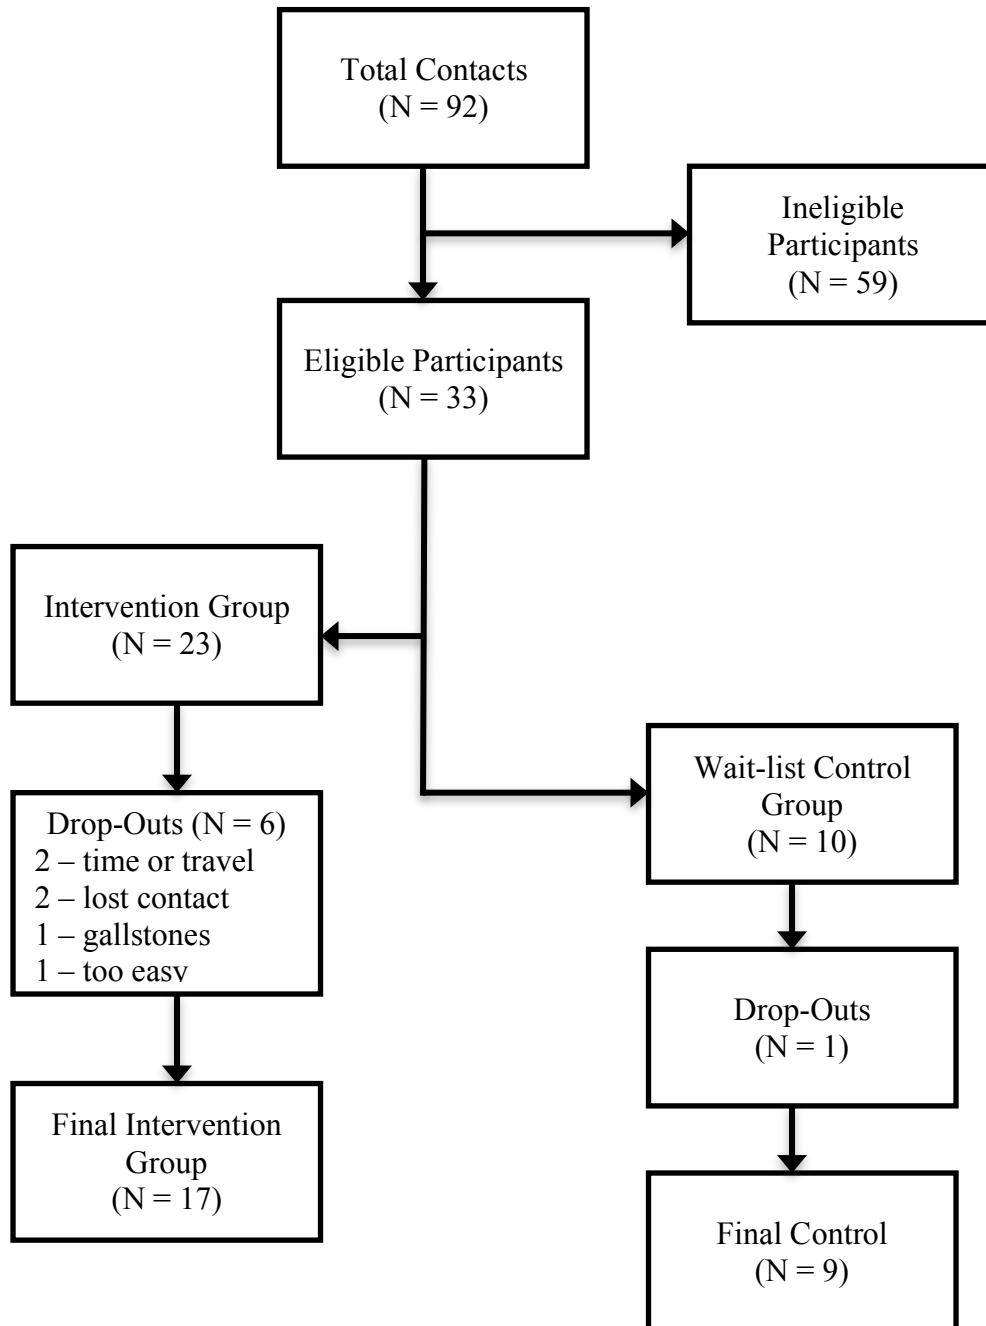 Total Contacts
(N = 92)
Ineligible
Participants
(N = 59)
Eligible Participants
(N = 33)
Intervention Group
(N = 23)
Drop-Outs (N = 6)
2 – time or travel
2 – lost contact
1 – gallstones
1 – too easy
Final Intervention
Group
(N = 17)
Wait-list Control
Group
(N = 10)
Drop-Outs
(N = 1)
Final Control
(N = 9)